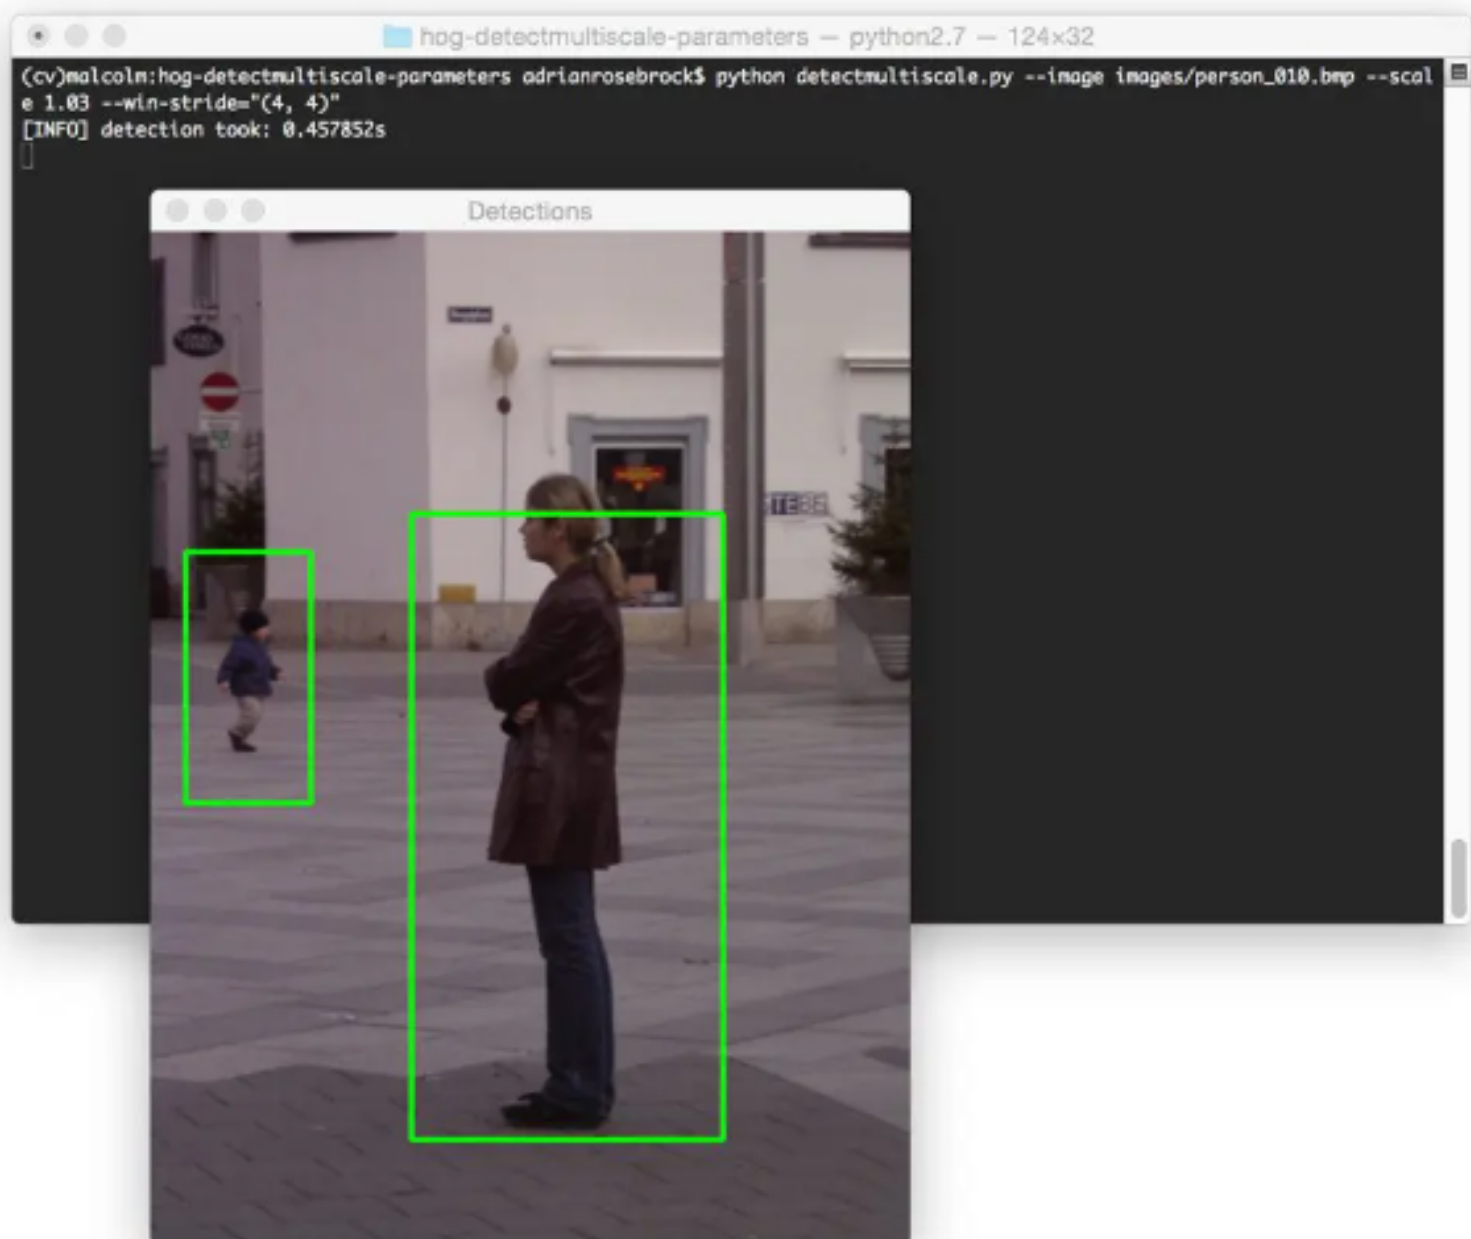 hog-detectmultiscale-parameters — python2.7 — 124×32
(cv)malcolm:hog-detectmultiscale-parameters adrianrosebrock$ python detectmultiscale.py --image images/person_010.bmp --scal
e 1.03 --win-stride="(4, 4)"
[INFO] detection took: 0.457852s
Detections
TEBE